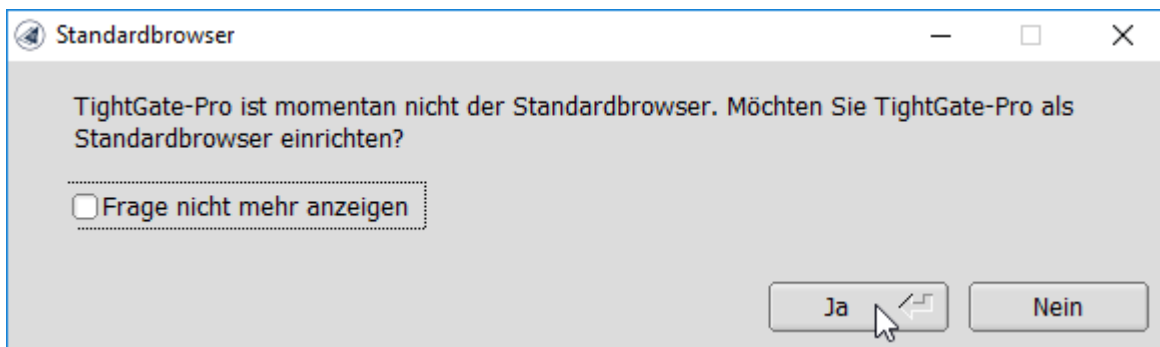 Standardbrowser
TightGate-Pro ist momentan nicht der Standardbrowser. Möchten Sie TightGate-Pro als
Standardbrowser einrichten?
Frage nicht mehr anzeigen
Ja
Nein